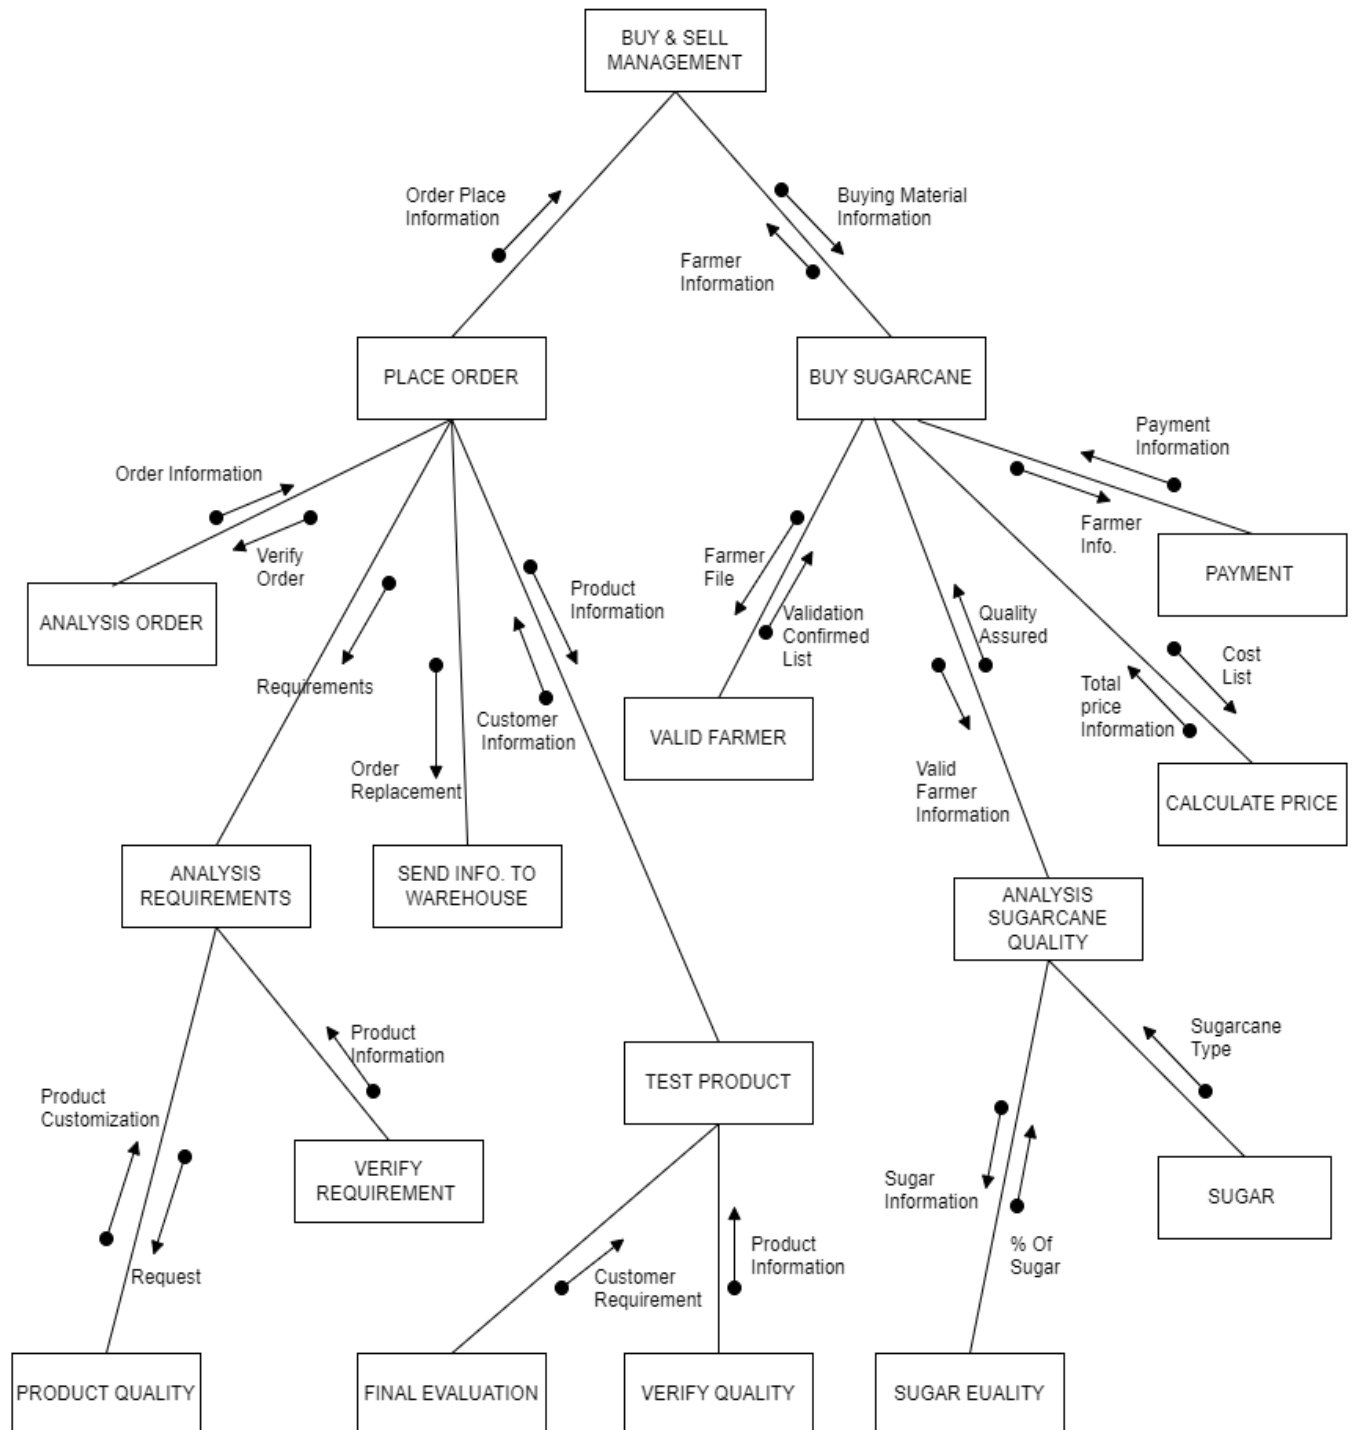 BUY & SELL
MANAGEMENT
Order Place
Information
Buying Material
Information
Farmer
Information
PLACE ORDER
BUY SUGARCANE
Payment
Information
Order Information
Farmer
Info.
Verify
Order
Farmer
File
Product
Information
PAYMENT
ANALYSIS ORDER
Validation
Confirmed
List
Quality
Assured
Requirements
Cost
List
Total
price
Information
Customer
Information
VALID FARMER
Order
Replacement
Valid
Farmer
Information
CALCULATE PRICE
ANALYSIS
REQUIREMENTS
SEND INFO. TO
WAREHOUSE
ANALYSIS
SUGARCANE
QUALITY
Product
Information
Sugarcane
Type
TEST PRODUCT
Product
Customization
VERIFY
REQUIREMENT
Sugar
Information
SUGAR
Request
Customer
Requirement
Product
Information
% Of
Sugar
PRODUCT QUALITY
FINAL EVALUATION
VERIFY QUALITY
SUGAR EUALITY